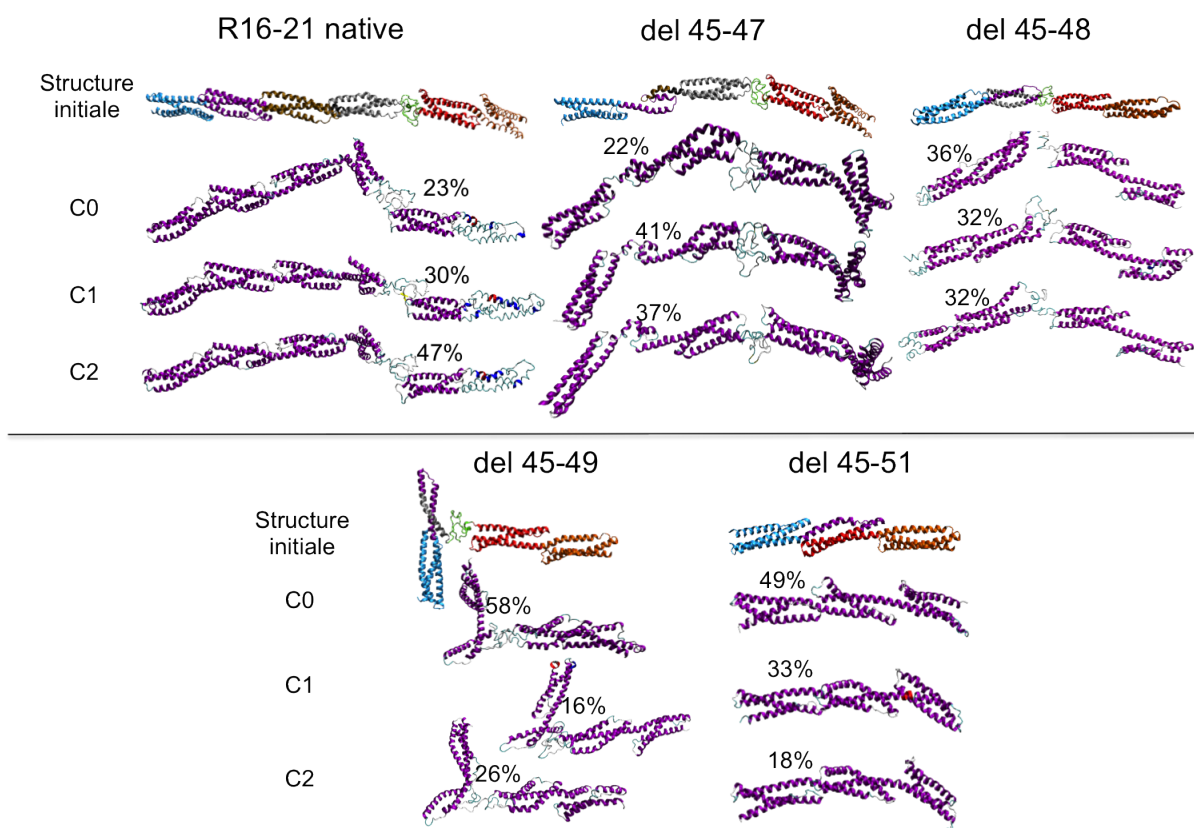 R16-21 native
del 45-47
del 45-48
Structure
initiale
C0
23%
22%
36%
C1
30%
41%
32%
C2
47%
37%
32%
del 45-49
del 45-51
Structure
initiale
C0
58%
49%
C1
16%
33%
C2
26%
18%